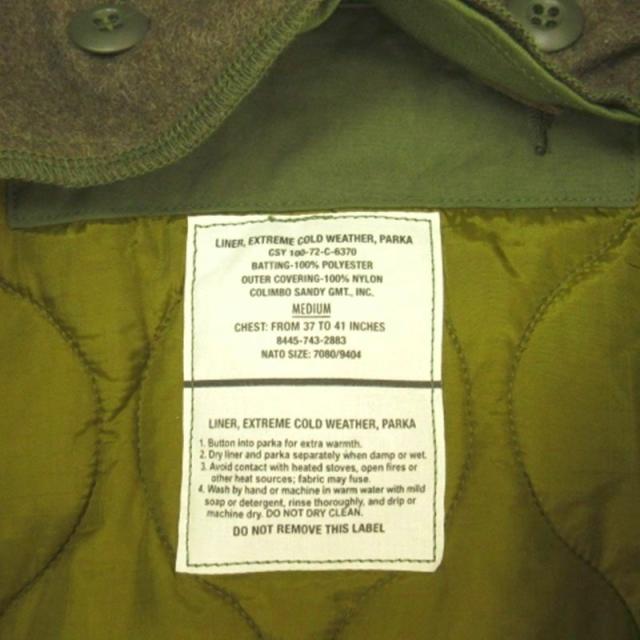 LINER, EXTREME COLD WEATHER, PARKA
CSY 100-72-C-6370
BATTING-100% POLYESTER
OUTER COVERING-100% NYLON
COLIMBO SANDY GMT., INC.
MEDIUM
CHEST: FROM 37 TO 41 INCHES
8445-743-2883
NATO SIZE: 7080/9404
LINER, EXTREME COLD WEATHER, PARKA
1. Button into parka for extra warmth.
2. Dry liner and parka separately when damp or wet.
3. Avoid contact with heated stoves, open fires or
other heat sources; fabric may fuse.
4. Wash by hand or machine in warm water with mild
soap or detergent, rinse thoroughly, and drip or
machine dry. DO NOT DRY CLEAN.
DO NOT REMOVE THIS LABEL